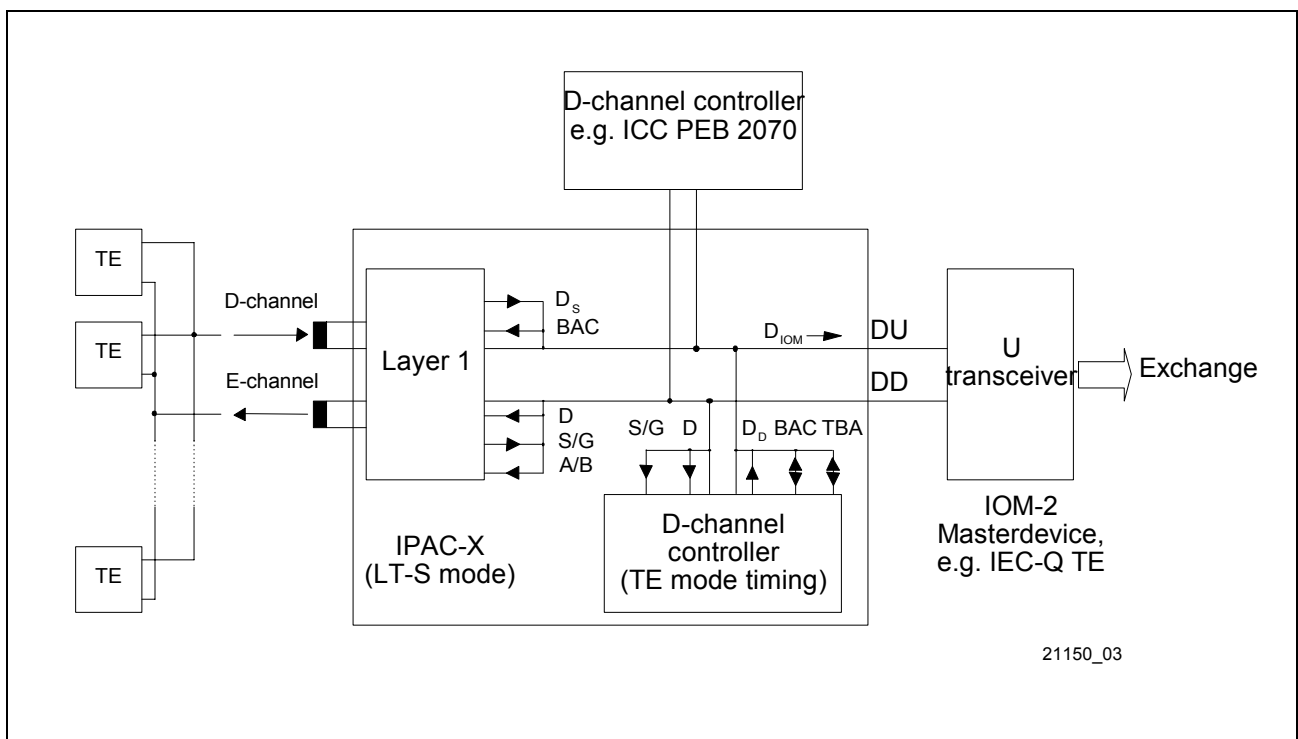 D-channel controller
e.g. ICC PEB 2070
TE
D-channel
TE
E-channel
TE
Layer 1
D_S
BAC
D
S/G
A/B
IPAC-X
(LT-S mode)
D_IOM
DU
DD
S/G D D_D BAC TBA
D-channel
controller
(TE mode timing)
U
transceiver
Exchange
IOM-2
Masterdevice,
e.g. IEC-Q TE
21150_03